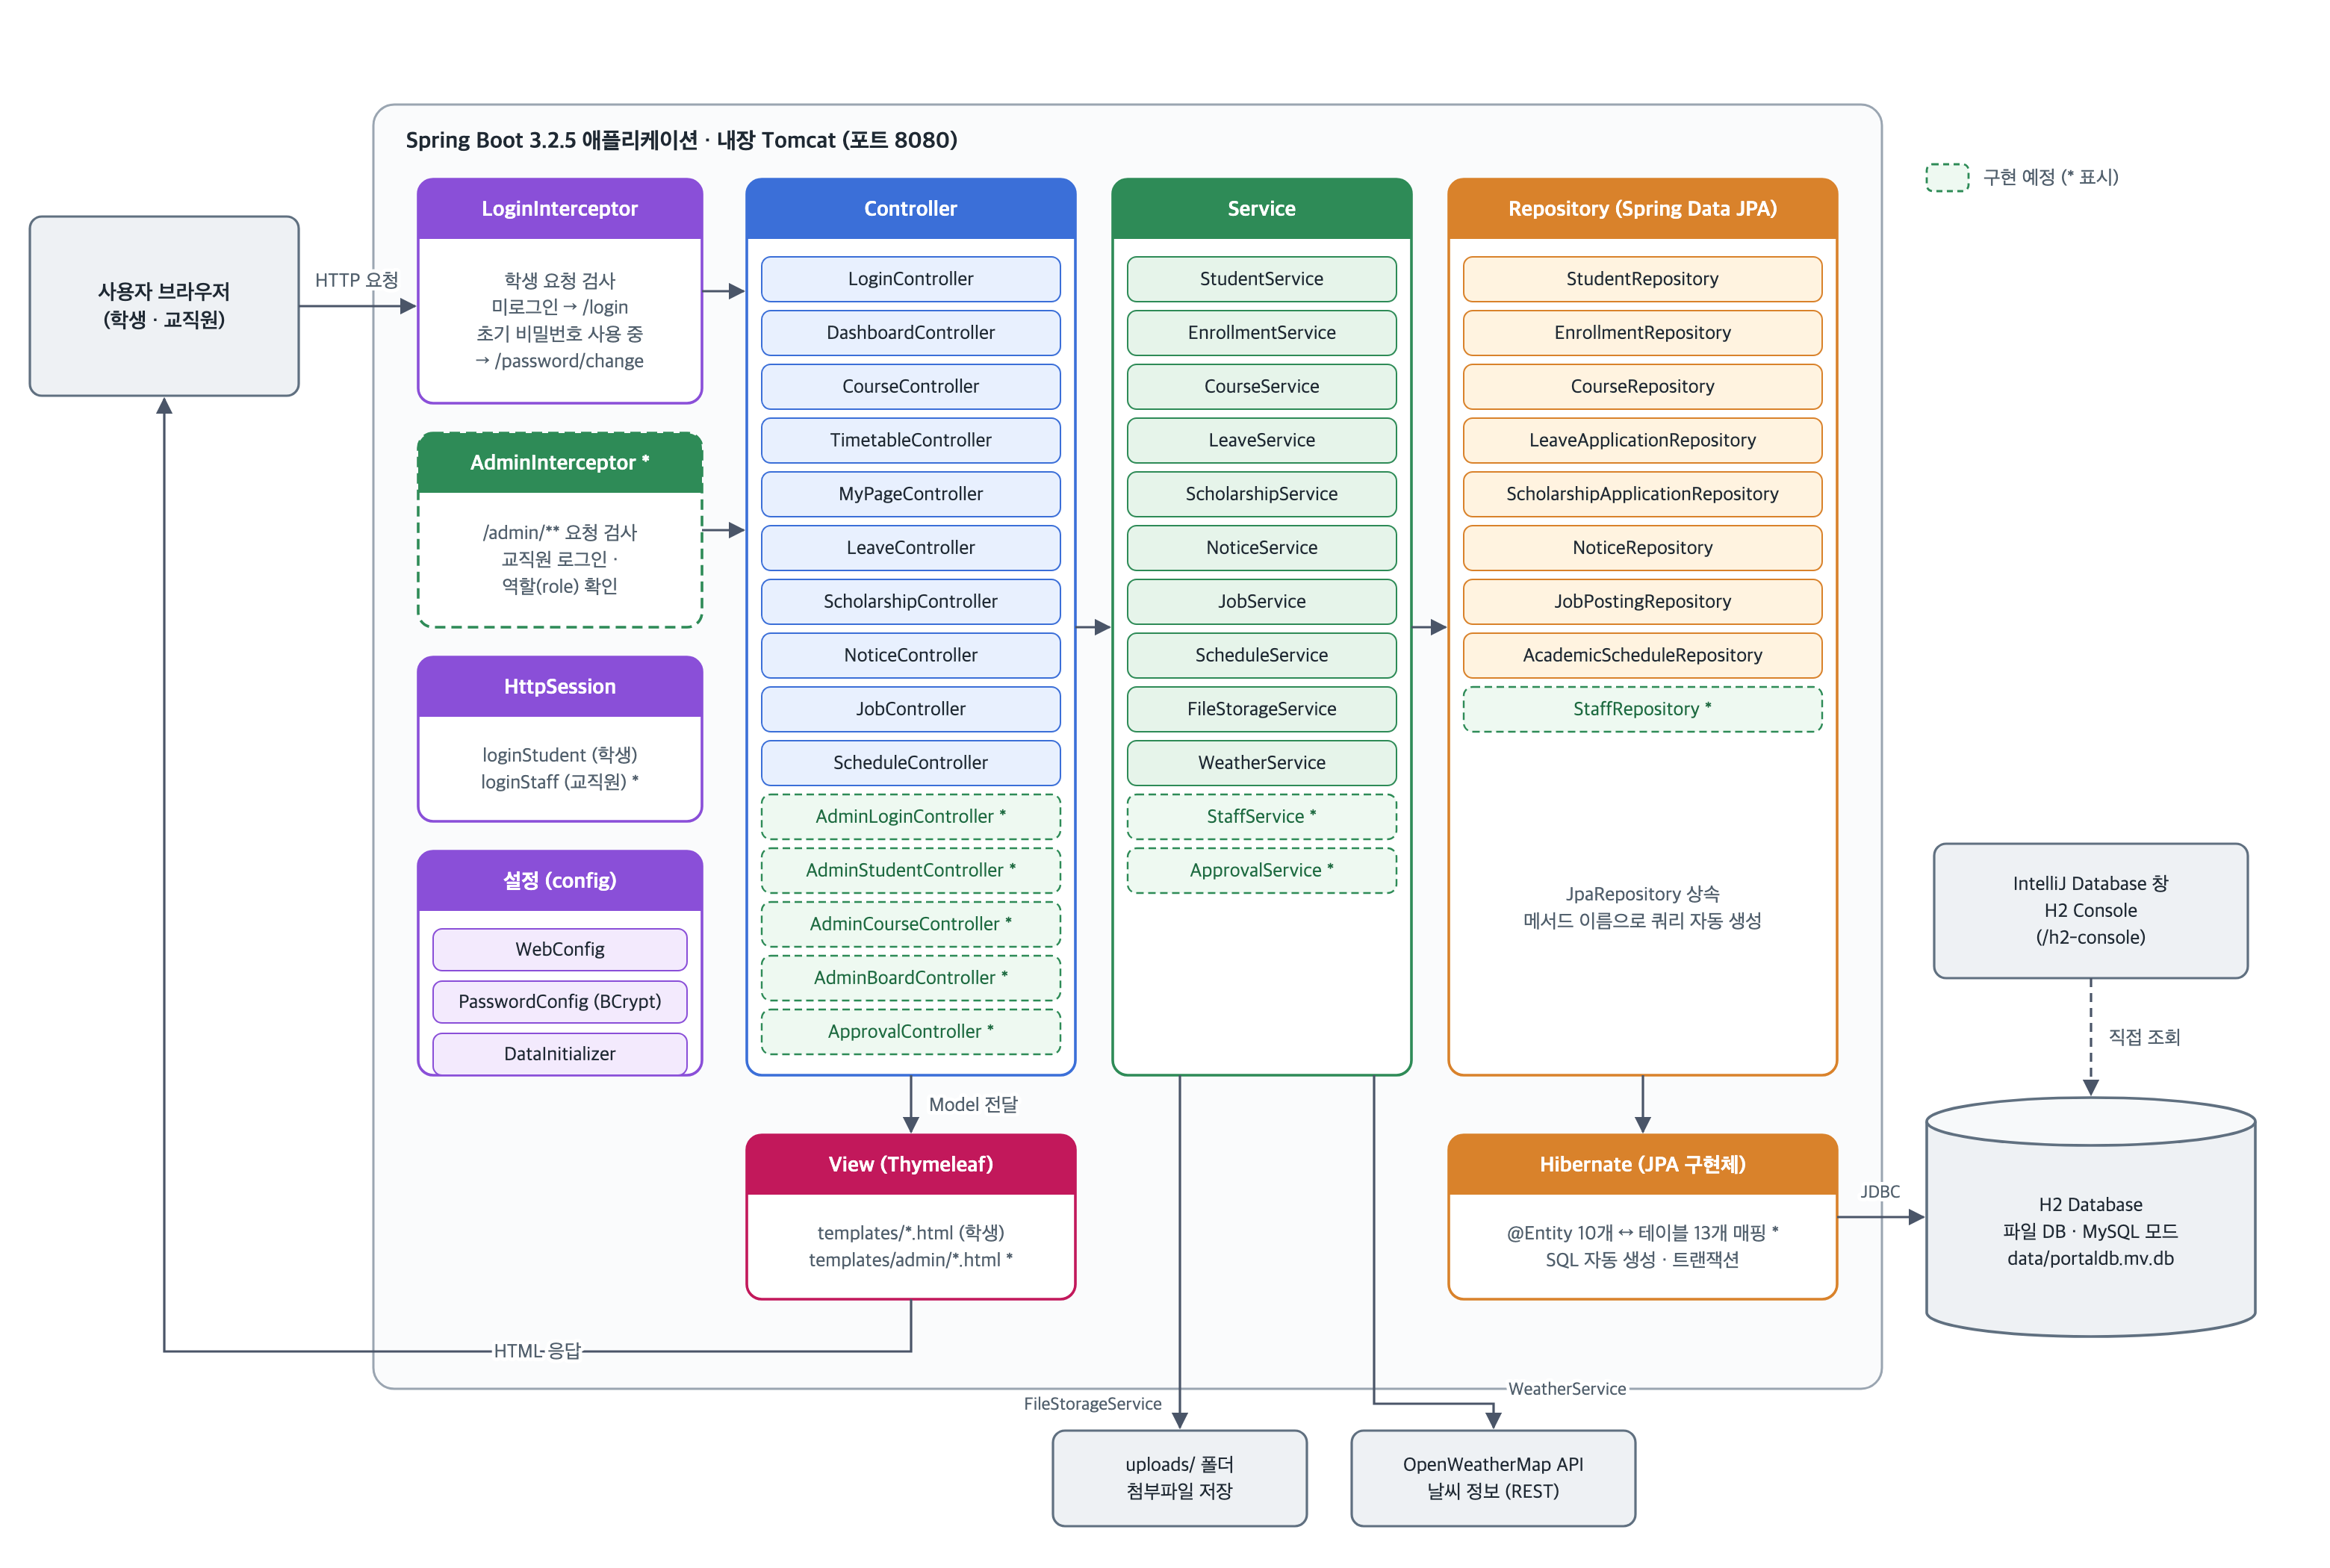 Spring Boot 3.2.5 애플리케이션 · 내장 Tomcat (포트 8080)
구현 예정 (* 표시)
사용자 브라우저
(학생 · 교직원)
HTTP 요청
LoginInterceptor
학생 요청 검사
미로그인 → /login
초기 비밀번호 사용 중
→ /password/change
AdminInterceptor *
/admin/** 요청 검사
교직원 로그인 ·
역할(role) 확인
HttpSession
loginStudent (학생)
loginStaff (교직원) *
설정 (config)
WebConfig
PasswordConfig (BCrypt)
DataInitializer
Controller
LoginController
DashboardController
CourseController
TimetableController
MyPageController
LeaveController
ScholarshipController
NoticeController
JobController
ScheduleController
AdminLoginController *
AdminStudentController *
AdminCourseController *
AdminBoardController *
ApprovalController *
Service
StudentService
EnrollmentService
CourseService
LeaveService
ScholarshipService
NoticeService
JobService
ScheduleService
FileStorageService
WeatherService
StaffService *
ApprovalService *
Repository (Spring Data JPA)
StudentRepository
EnrollmentRepository
CourseRepository
LeaveApplicationRepository
ScholarshipApplicationRepository
NoticeRepository
JobPostingRepository
AcademicScheduleRepository
StaffRepository *
JpaRepository 상속
메서드 이름으로 쿼리 자동 생성
IntelliJ Database 창
H2 Console
(/h2-console)
직접 조회
Model 전달
View (Thymeleaf)
templates/*.html (학생)
templates/admin/*.html *
Hibernate (JPA 구현체)
@Entity 10개 ↔ 테이블 13개 매핑 *
SQL 자동 생성 · 트랜잭션
JDBC
H2 Database
파일 DB · MySQL 모드
data/portaldb.mv.db
HTML 응답
FileStorageService
WeatherService
uploads/ 폴더
첨부파일 저장
OpenWeatherMap API
날씨 정보 (REST)